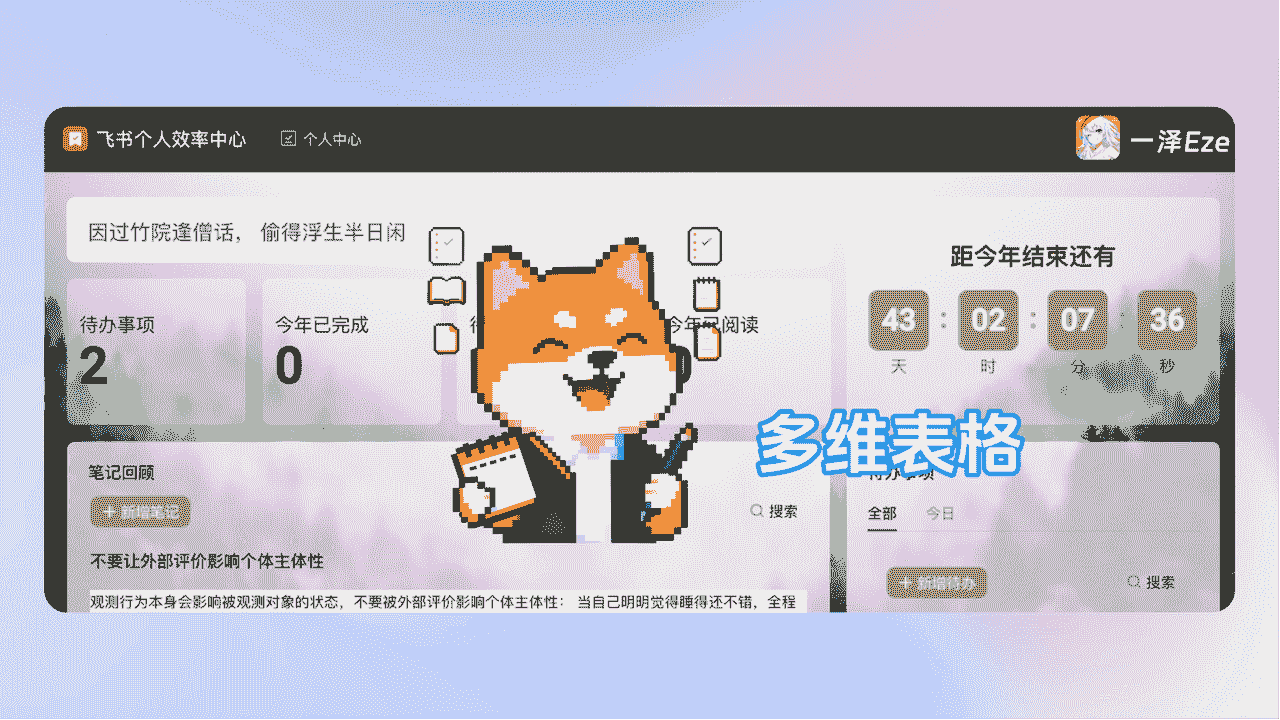 飞书个人效率中心
个人中心
一泽Eze
因过竹院逢僧话, 偷得浮生半日闲
距今年结束还有
43 : 02 : 07 : 36
天 时 分 秒
待办事项
2
今年已完成
0
待
今年已阅读
多维表格
笔记回顾
+ 新增笔记
搜索
不要让外部评价影响个体主体性
观测行为本身会影响被观测对象的状态，不要被外部评价影响个体主体性： 当自己明明觉得睡得还不错，全程
待办事项
全部 今日
+ 新增待办
搜索